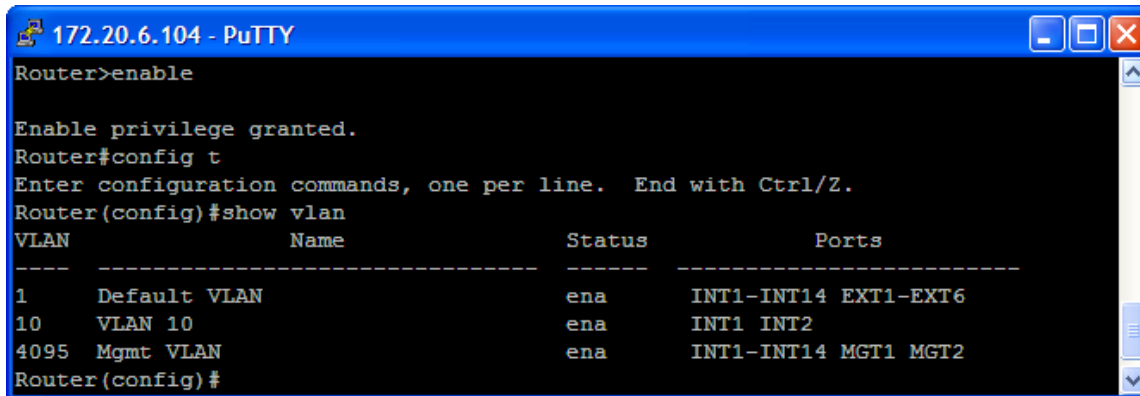 172.20.6.104 - PuTTY
Router>enable
Enable privilege granted.
Router#config t
Enter configuration commands, one per line.  End with Ctrl/Z.
Router(config)#show vlan
VLAN                Name                Status            Ports
----  --------------------------------  ------  -------------------------
1     Default VLAN                      ena      INT1-INT14 EXT1-EXT6
10    VLAN 10                           ena      INT1 INT2
4095  Mgmt VLAN                         ena      INT1-INT14 MGT1 MGT2
Router(config)#